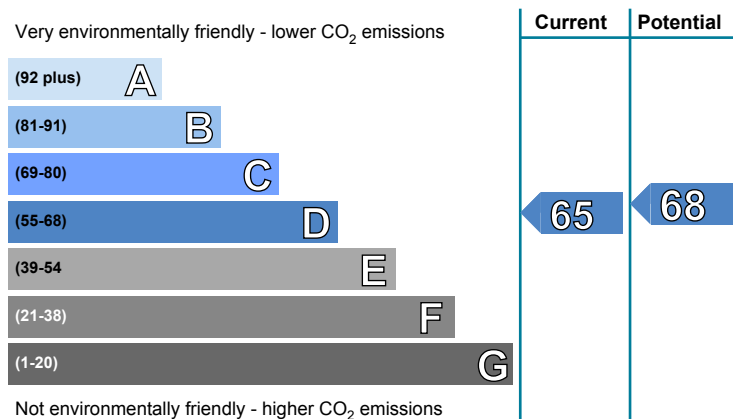 Very environmentally friendly - lower CO2 emissions
Current
Potential
(92 plus) A
(81-91) B
(69-80) C
(55-68) D
(39-54 E
(21-38) F
(1-20) G
65
68
Not environmentally friendly - higher CO2 emissions